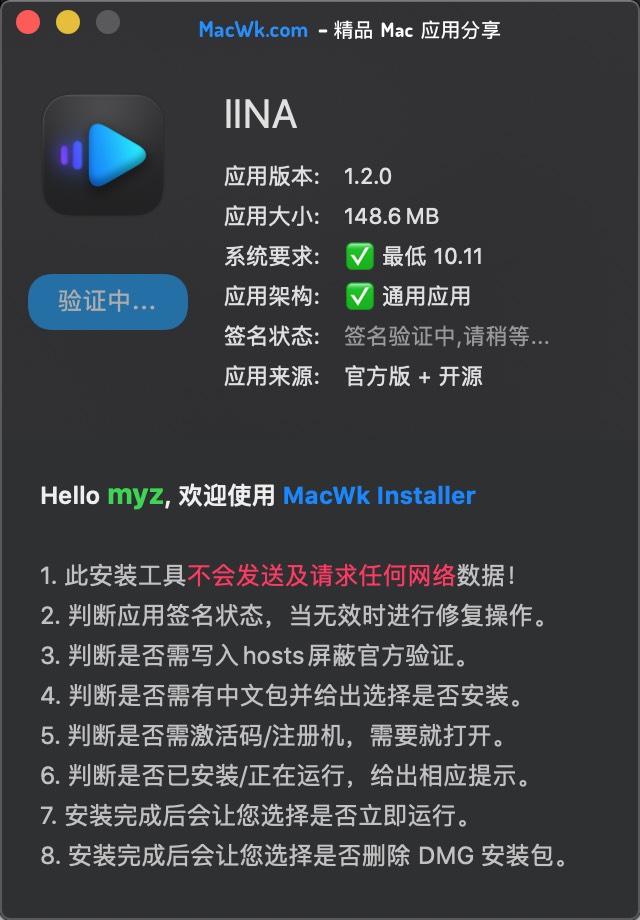 MacWk.com - 精品 Mac 应用分享
IINA
应用版本: 1.2.0
应用大小: 148.6 MB
系统要求: ✅ 最低 10.11
应用架构: ✅ 通用应用
验证中...
签名状态: 签名验证中,请稍等...
应用来源: 官方版 + 开源
Hello myz, 欢迎使用 MacWk Installer
1. 此安装工具不会发送及请求任何网络数据！
2. 判断应用签名状态，当无效时进行修复操作。
3. 判断是否需写入hosts屏蔽官方验证。
4. 判断是否需有中文包并给出选择是否安装。
5. 判断是否需激活码/注册机，需要就打开。
6. 判断是否已安装/正在运行，给出相应提示。
7. 安装完成后会让您选择是否立即运行。
8. 安装完成后会让您选择是否删除 DMG 安装包。